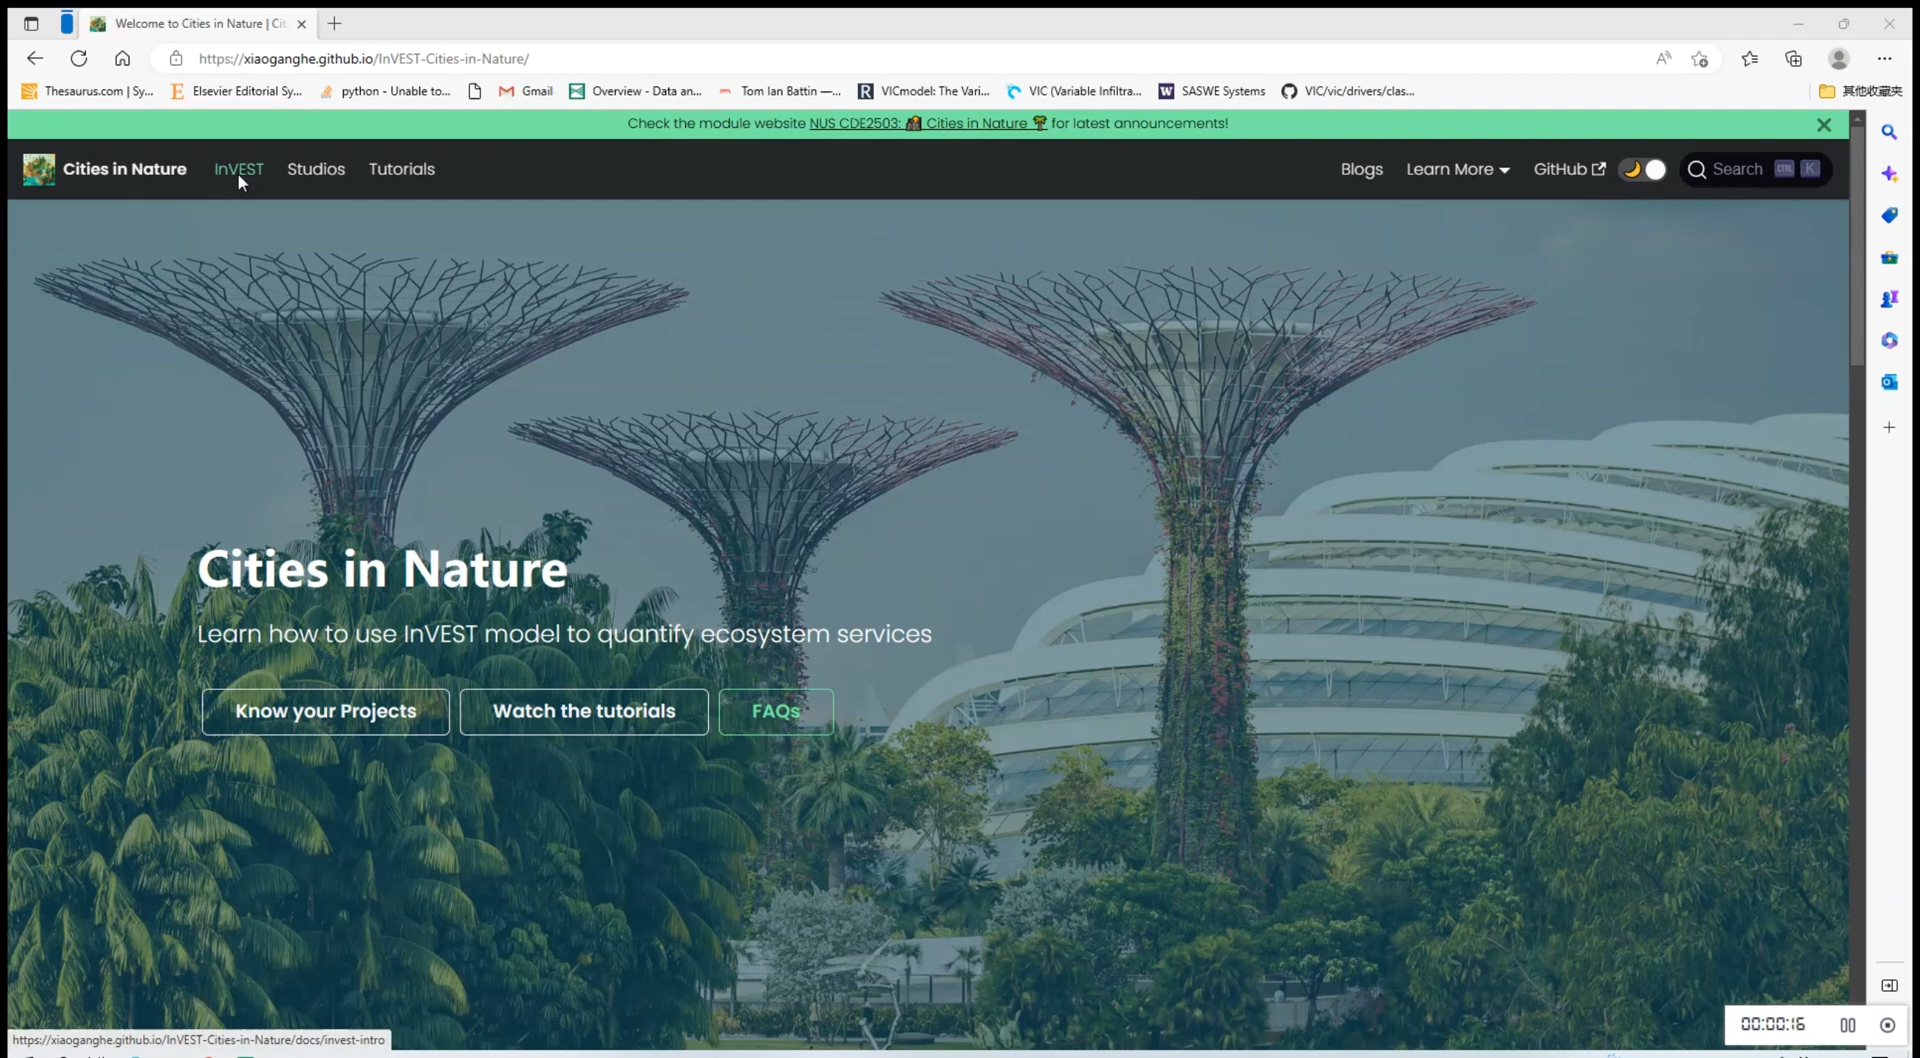 Welcome to Cities in Nature | Cit
https://xiaoganghe.github.io/InVEST-Cities-in-Nature/
Thesaurus.com | Sy...
Elsevier Editorial Sy...
python - Unable to...
Gmail
Overview - Data an...
Tom Ian Battin —...
VICmodel: The Vari...
VIC (Variable Infiltra...
SASWE Systems
VIC/vic/drivers/clas...
其他收藏夹
Check the module website NUS CDE2503: Cities in Nature for latest announcements!
Cities in Nature
InVEST
Studios
Tutorials
Blogs
Learn More
GitHub
Search CTRL K
Cities in Nature
Learn how to use InVEST model to quantify ecosystem services
Know your Projects
Watch the tutorials
FAQs
00:00:16
https://xiaoganghe.github.io/InVEST-Cities-in-Nature/docs/invest-intro